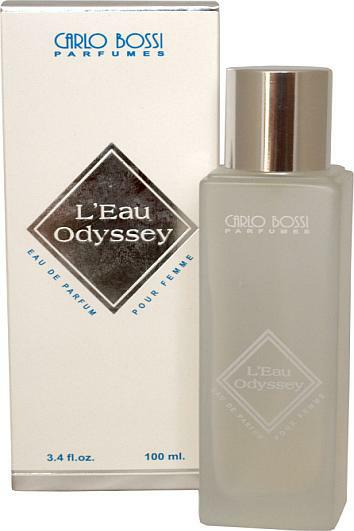 CARLO BOSSI
PARFUMES
L'Eau
Odyssey
EAU DE PARFUM
POUR FEMME
3.4 fl.oz.
100 ml.
CARLO BOSSI
PARFUMES
L'Eau
Odyssey
EAU DE PARFUM
POUR FEMME